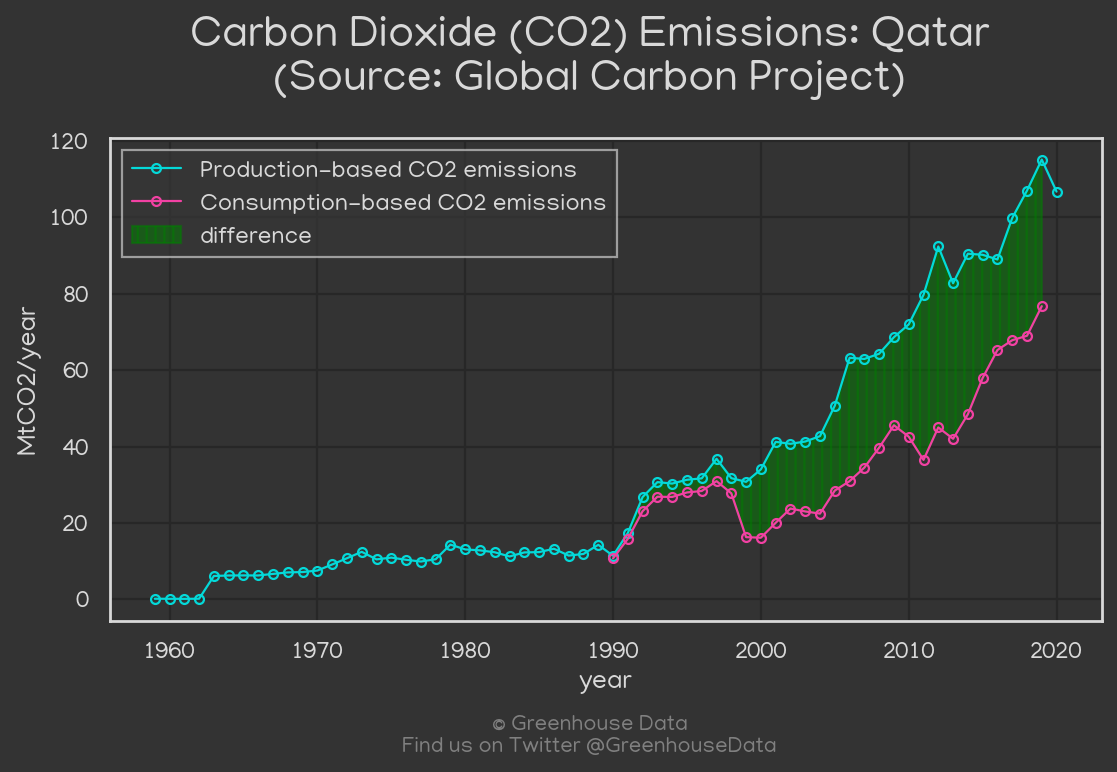 Carbon Dioxide (CO2) Emissions: Qatar
(Source: Global Carbon Project)
120
100
80
60
40
20
0
MtCO2/year
Production-based CO2 emissions
Consumption-based CO2 emissions
difference
1960 1970 1980 1990 2000 2010 2020
year
© Greenhouse Data
Find us on Twitter @GreenhouseData